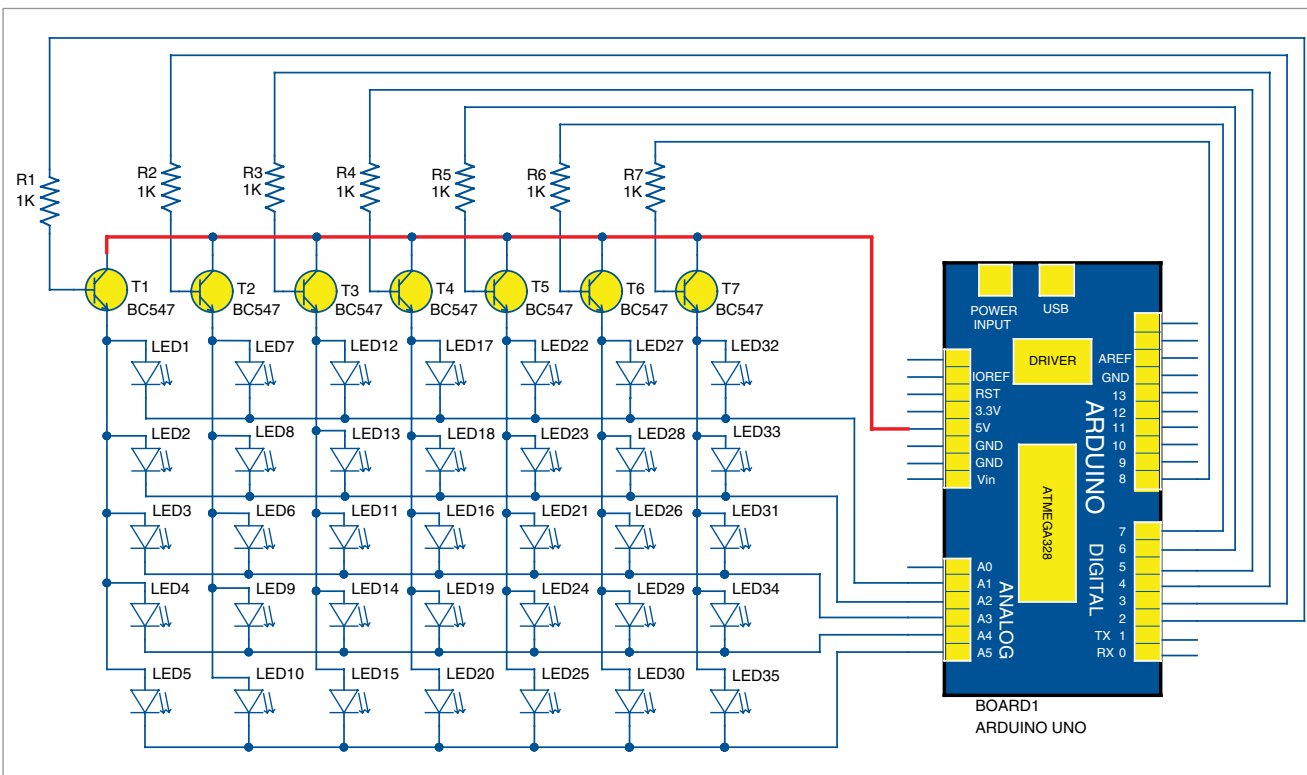 R1
1K
R2
1K
R3
1K
R4
1K
R5
1K
R6
1K
R7
1K
T1
BC547
T2
BC547
T3
BC547
T4
BC547
T5
BC547
T6
BC547
T7
BC547
LED1
LED7
LED12
LED17
LED22
LED27
LED32
LED2
LED8
LED13
LED18
LED23
LED28
LED33
LED3
LED6
LED11
LED16
LED21
LED26
LED31
LED4
LED9
LED14
LED19
LED24
LED29
LED34
LED5
LED10
LED15
LED20
LED25
LED30
LED35
POWER
INPUT
USB
DRIVER
IOREF
RST
3.3V
5V
GND
GND
Vin
AREF
GND
13
12
11
10
9
8
ARDUINO
ATMEGA328
7
6
5
4
3
2
TX 1
RX 0
DIGITAL
A0
A1
A2
A3
A4
A5
ANALOG
BOARD1
ARDUINO UNO